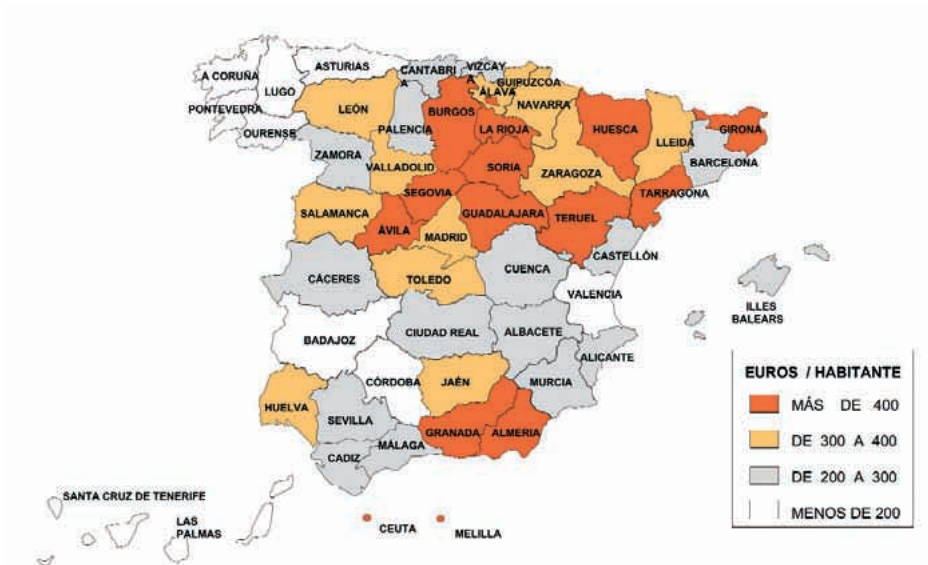 ASTURIAS
CANTABRI
A
VIZCAY
A
GUIPUZCOA
A CORUÑA
LUGO
ÁLAVA
NAVARRA
PONTEVEDRA
LEÓN
BURGOS
LA RIOJA
HUESCA
GIRONA
OURENSE
PALENCIA
LLEIDA
BARCELONA
ZAMORA
VALLADOLID
SORIA
ZARAGOZA
SEGOVIA
TARRAGONA
SALAMANCA
GUADALAJARA
TERUEL
ÁVILA
MADRID
CASTELLÓN
CÁCERES
TOLEDO
CUENCA
VALENCIA
ILLES
BALEARS
BADAJOZ
CIUDAD REAL
ALBACETE
ALICANTE
CÓRDOBA
JAÉN
MURCIA
HUELVA
SEVILLA
GRANADA
ALMERIA
MÁLAGA
CADIZ
SANTA CRUZ DE TENERIFE
LAS
PALMAS
CEUTA
MELILLA
EUROS / HABITANTE
MÁS DE 400
DE 300 A 400
DE 200 A 300
MENOS DE 200